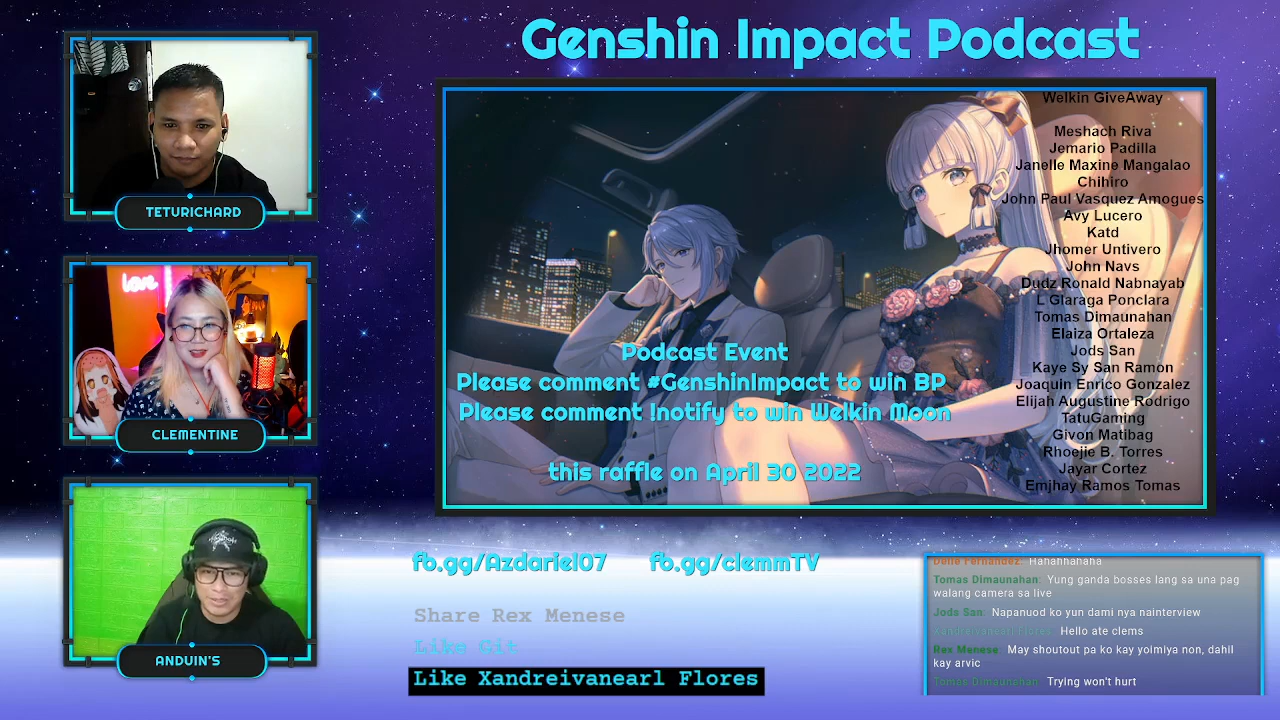 Genshin Impact Podcast
TETURICHARD
love
CLEMENTINE
ANDUIN'S
Welkin GiveAway
Meshach Riva
Jemario Padilla
Janelle Maxine Mangalao
Chihiro
John Paul Vasquez Amogues
Avy Lucero
Katd
Jhomer Untivero
John Navs
Dudz Ronald Nabnayab
L Glaraga Ponclara
Tomas Dimaunahan
Elaiza Ortaleza
Jods San
Kaye Sy San Ramon
Joaquin Enrico Gonzalez
Elijah Augustine Rodrigo
TatuGaming
Givon Matibag
Rhoejie B. Torres
Jayar Cortez
Emjhay Ramos Tomas
Podcast Event
Please comment #GenshinImpact to win BP
Please comment !notify to win Welkin Moon
this raffle on April 30 2022
fb.gg/Azdariel07 fb.gg/clemmTV
Share Rex Menese
Like Git
Like Xandreivanearl Flores
Dene Fernandez: Hahahhahaha
Tomas Dimaunahan: Yung ganda bosses lang sa una pag
walang camera sa live
Jods San: Napanuod ko yun dami nya nainterview
Xandreivanearl Flores: Hello ate clems
Rex Menese: May shoutout pa ko kay yoimiya non, dahil
kay arvic
Tomas Dimaunahan: Trying won't hurt